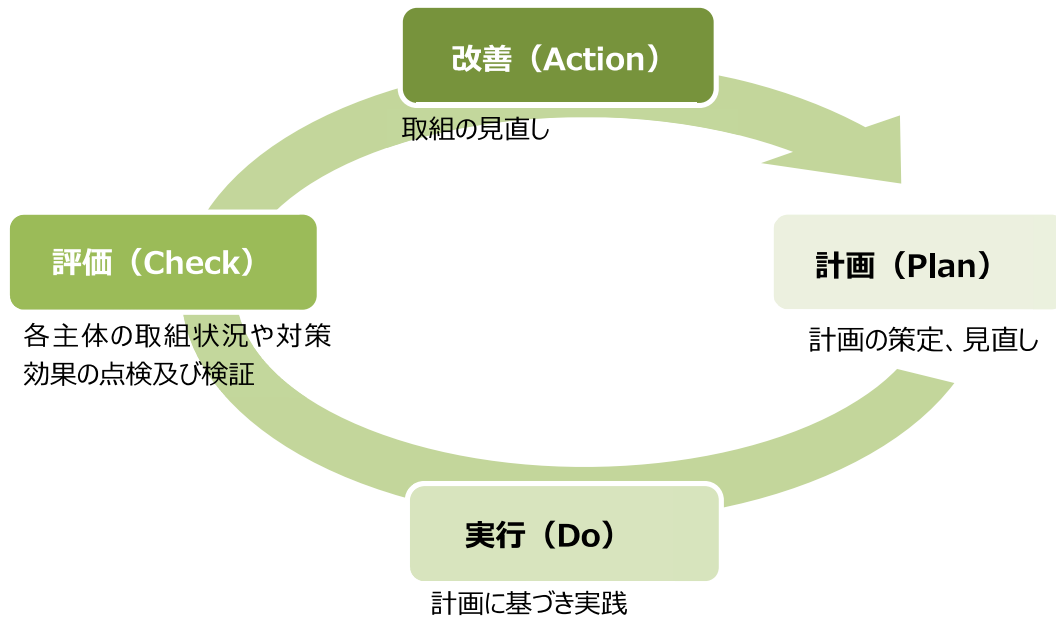 改善（Action）
取組の見直し
評価（Check）
各主体の取組状況や対策
効果の点検及び検証
計画（Plan）
計画の策定、見直し
実行（Do）
計画に基づき実践